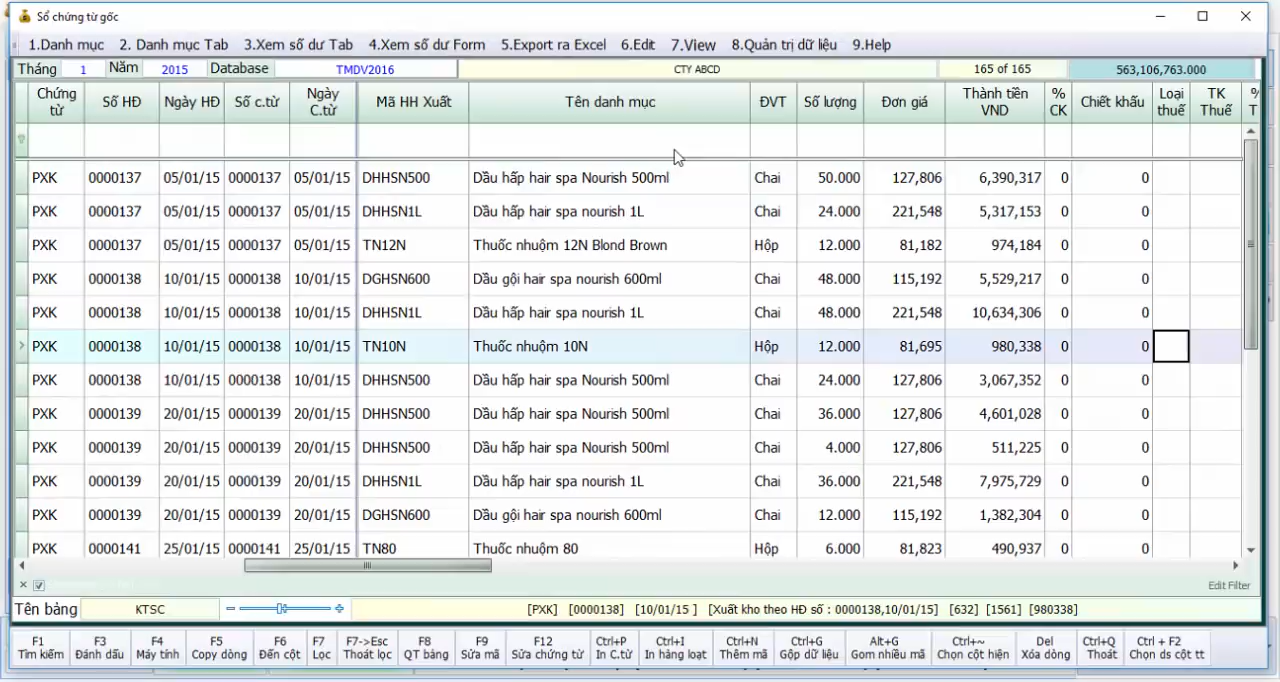 Sổ chứng từ gốc
1.Danh mục 2. Danh mục Tab 3.Xem số dư Tab 4.Xem số dư Form 5.Export ra Excel 6.Edit 7.View 8.Quản trị dữ liệu 9.Help
Tháng 1 Năm 2015 Database TMDV2016 CTY ABCD 165 of 165 563,106,763.000
Chứng từ Số HĐ Ngày HĐ Số c.từ Ngày C.từ Mã HH Xuất Tên danh mục ĐVT Số lượng Đơn giá Thành tiền VND % CK Chiết khấu Loại thuế TK Thuế % T
PXK 0000137 05/01/15 0000137 05/01/15 DHHSN500 Dầu hấp hair spa Nourish 500ml Chai 50.000 127,806 6,390,317 0 0
PXK 0000137 05/01/15 0000137 05/01/15 DHHSN1L Dầu hấp hair spa nourish 1L Chai 24.000 221,548 5,317,153 0 0
PXK 0000137 05/01/15 0000137 05/01/15 TN12N Thuốc nhuộm 12N Blond Brown Hộp 12.000 81,182 974,184 0 0
PXK 0000138 10/01/15 0000138 10/01/15 DGHSN600 Dầu gội hair spa nourish 600ml Chai 48.000 115,192 5,529,217 0 0
PXK 0000138 10/01/15 0000138 10/01/15 DHHSN1L Dầu hấp hair spa nourish 1L Chai 48.000 221,548 10,634,306 0 0
PXK 0000138 10/01/15 0000138 10/01/15 TN10N Thuốc nhuộm 10N Hộp 12.000 81,695 980,338 0 0
PXK 0000138 10/01/15 0000138 10/01/15 DHHSN500 Dầu hấp hair spa Nourish 500ml Chai 24.000 127,806 3,067,352 0 0
PXK 0000139 20/01/15 0000139 20/01/15 DHHSN500 Dầu hấp hair spa Nourish 500ml Chai 36.000 127,806 4,601,028 0 0
PXK 0000139 20/01/15 0000139 20/01/15 DHHSN500 Dầu hấp hair spa Nourish 500ml Chai 4.000 127,806 511,225 0 0
PXK 0000139 20/01/15 0000139 20/01/15 DHHSN1L Dầu hấp hair spa nourish 1L Chai 36.000 221,548 7,975,729 0 0
PXK 0000139 20/01/15 0000139 20/01/15 DGHSN600 Dầu gội hair spa nourish 600ml Chai 12.000 115,192 1,382,304 0 0
PXK 0000141 25/01/15 0000141 25/01/15 TN80 Thuốc nhuộm 80 Hộp 6.000 81,823 490,937 0 0
Edit Filter
Tên bảng KTSC [PXK] [0000138] [10/01/15 ] [Xuất kho theo HĐ số : 0000138,10/01/15] [632] [1561] [980338]
F1 F3 F4 F5 F6 F7 F7->Esc F8 F9 F12 Ctrl+P Ctrl+I Ctrl+N Ctrl+G Alt+G Ctrl+~ Del Ctrl+Q Ctrl + F2
Tìm kiếm Đánh dấu Máy tính Copy dòng Đến cột Lọc Thoát lọc QT bảng Sửa mã Sửa chứng từ In C.từ In hàng loạt Thêm mã Gộp dữ liệu Gom nhiều mã Chọn cột hiện Xóa dòng Thoát Chọn ds cột tt